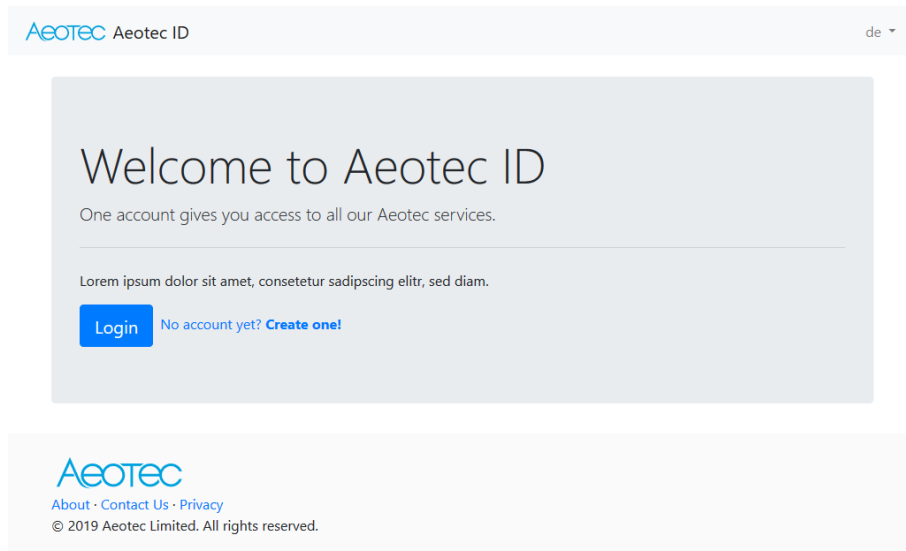 Aeotec Aeotec ID
de
Welcome to Aeotec ID
One account gives you access to all our Aeotec services.
Lorem ipsum dolor sit amet, consetetur sadipscing elitr, sed diam.
Login No account yet? Create one!
Aeotec
About · Contact Us · Privacy
© 2019 Aeotec Limited. All rights reserved.